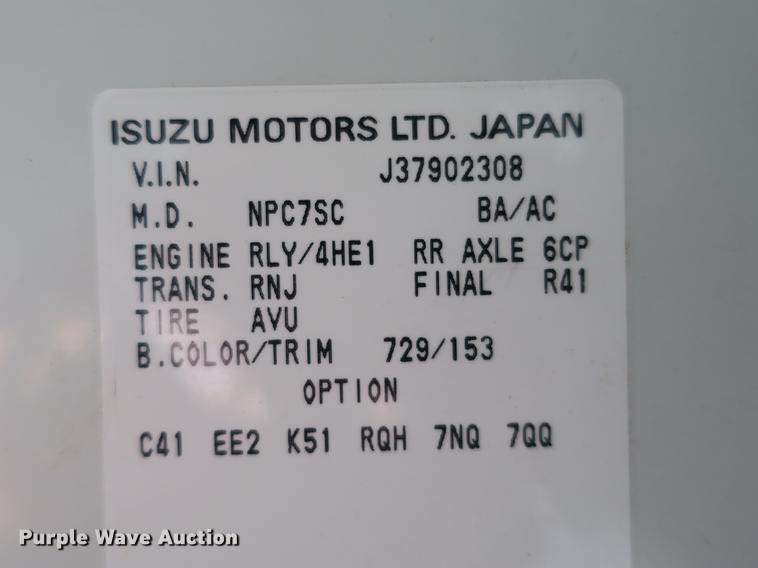 ISUZU MOTORS LTD. JAPAN
V.I.N. J37902308
M.D. NPC7SC BA/AC
ENGINE RLY/4HE1 RR AXLE 6CP
TRANS. RNJ FINAL R41
TIRE AVU
B.COLOR/TRIM 729/153
OPTION
C41 EE2 K51 RQH 7NQ 7QQ
Purple Wave Auction